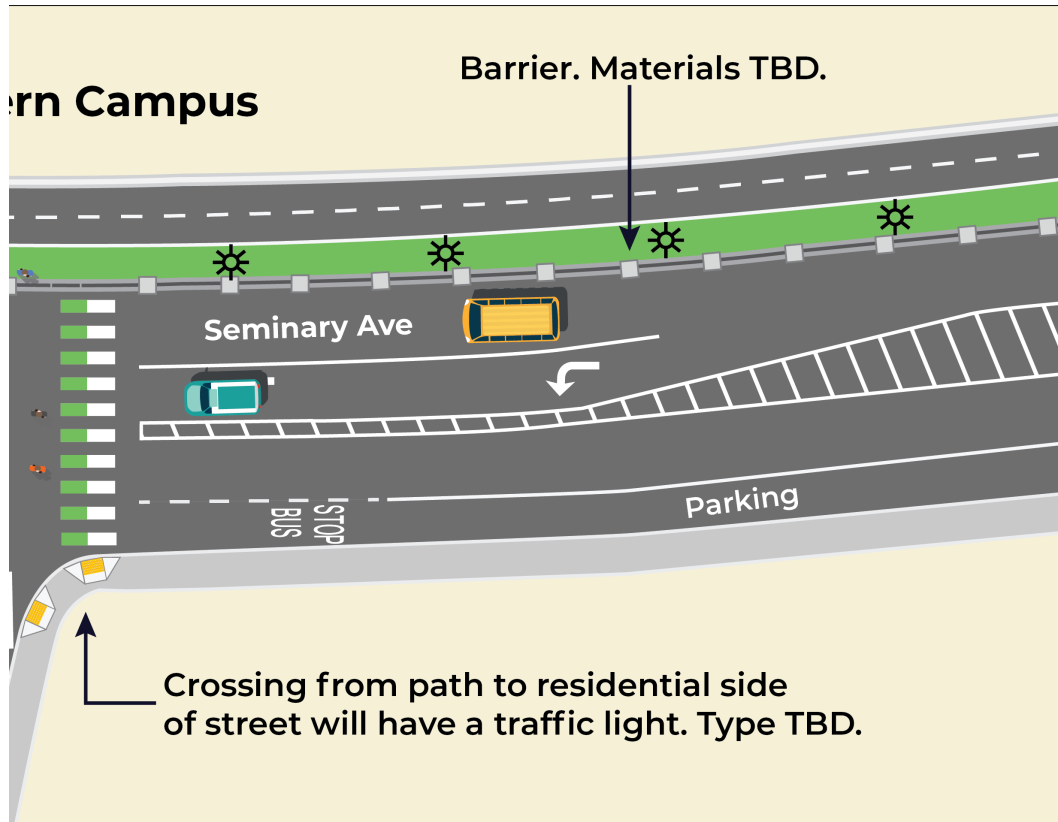 Barrier. Materials TBD.
ern Campus
Seminary Ave
Parking
STOP
BUS
Crossing from path to residential side
of street will have a traffic light. Type TBD.